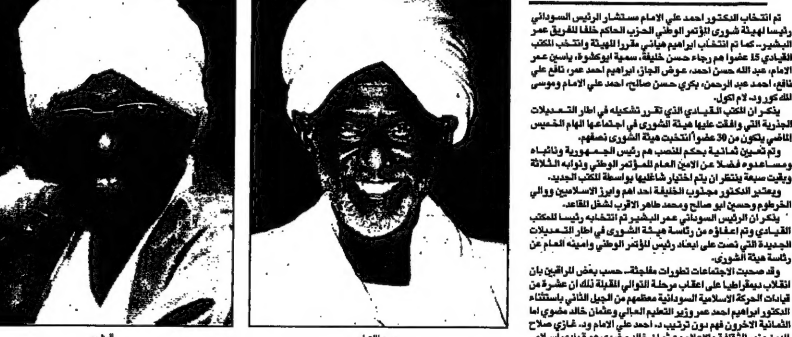 تم انتخاب الدكتور احمد علي الامام مستشار الرئيس السوداني
رئيسا لهيئة شورى المؤتمر الوطني الحزب الحاكم خلفا للفريق عمر
البشير.. كما تم انتخاب ابراهيم هباني مقررا للهيئة وانتخب المكتب
القيادي 15 عضوا هم رجاء حسن خليفة، سمية ابوكشوة، ياسين عمر
الامام، عبد الله حسن احمد، عوض الجاز، ابراهيم احمد عمر، نافع علي
نافع، احمد عبد الرحمن، بكري حسن صالح، احمد علي الامام وموسى
المك كور ود. لام اكول.
يذكر ان المكتب القيادي الذي تقرر تشكيله في اطار التعديلات
الجذرية التي وافقت عليها هيئة الشورى في اجتماعها الهام الخميس
الماضي يتكون من 30 عضوا انتخبت هيئة الشورى نصفهم.
وتم تعيين ثمانية بحكم المنصب هم رئيس الجمهورية ونائباه
ومساعدوه فضلا عن الامين العام للمؤتمر الوطني ونوابه الثلاثة
وبقيت سبعة ينتظر ان يتم اختيار شاغليها بواسطة المكتب الجديد.
ويعتبر الدكتور مجذوب الخليفة احد اهم وابرز الاسلاميين ووالي
الخرطوم وحسين ابو صالح ومحمد طاهر الاقرب لشغل المقاعد.
يذكر ان الرئيس السوداني عمر البشير تم انتخابه رئيسا للمكتب
القيادي وتم اعفاؤه من رئاسة هيئة الشورى في اطار التعديلات
الجديدة التي نصت على ابعاد رئيس المؤتمر الوطني وامينه العام عن
رئاسة هيئة الشورى.
وقد صحبت الاجتماعات تطورات مفاجئة.. حسب بعض المراقبين بان
انقلاب ديمقراطيا على اعقاب مرحلة التوالي المقبلة ذلك ان عشرة من
قيادات الحركة الاسلامية السودانية معظمهم من الجيل الثاني باستثناء
الدكتور ابراهيم احمد عمر وزير التعليم العالي وعثمان خالد مضوي اما
الثمانية الاخرون فهم دون ترتيب د. احمد علي الامام ود. غازي صلاح